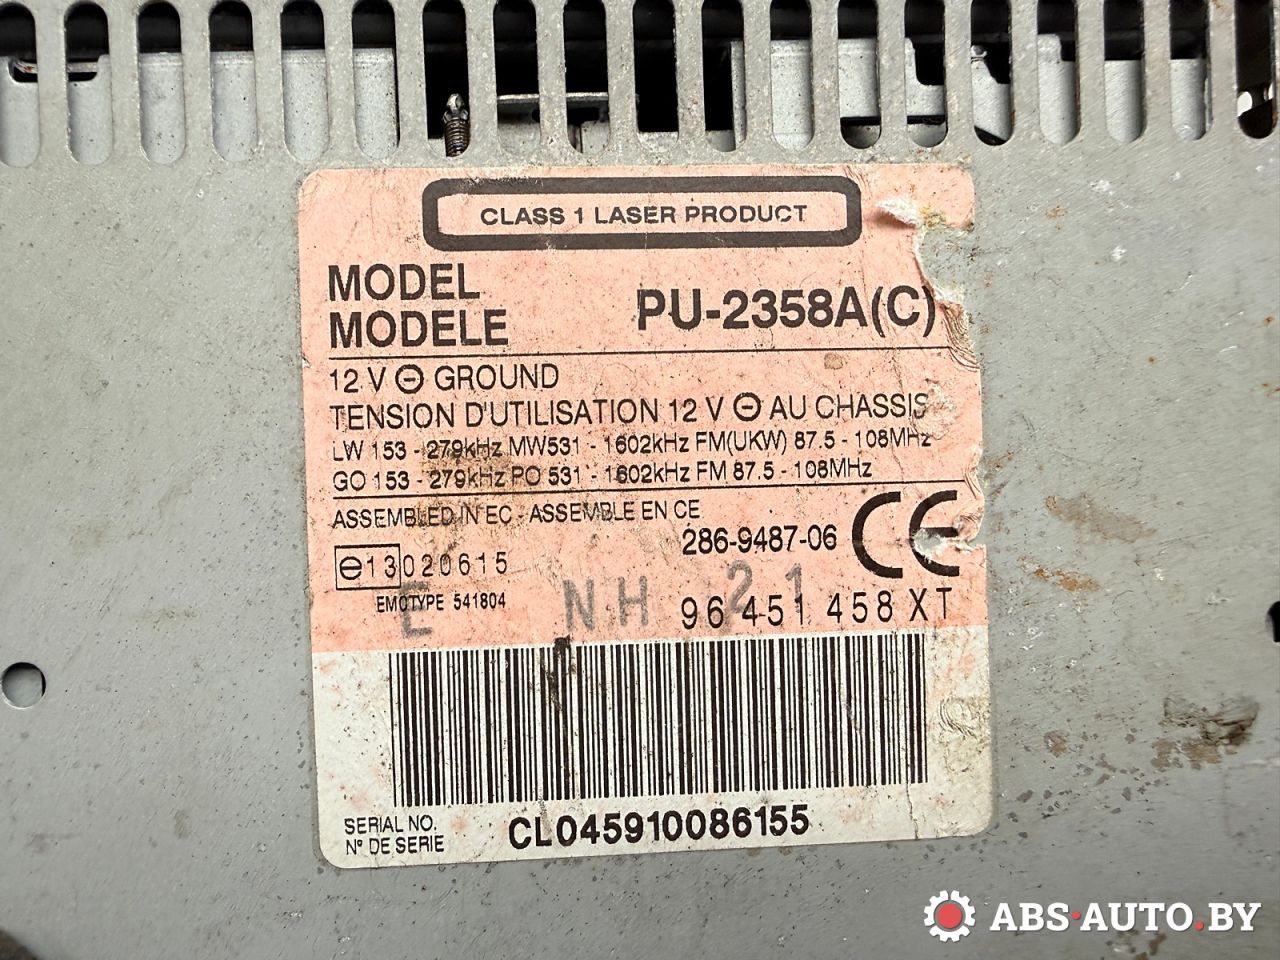 CLASS 1 LASER PRODUCT
MODEL
MODELE
PU-2358A(C)
12 V ⊖ GROUND
TENSION D'UTILISATION 12 V ⊖ AU CHASSIS
LW 153 - 279kHz MW531 - 1602kHz FM(UKW) 87.5 - 108MHz
GO 153 - 279kHz PO 531 - 1602kHz FM 87.5 - 108MHz
ASSEMBLED IN EC - ASSEMBLE EN CE
286-9487-06
CE
e13 020615
EMOTYPE 541804
E NH 21
96 451 458 XT
SERIAL NO.
N° DE SERIE
CL045910086155
ABS·AUTO.BY